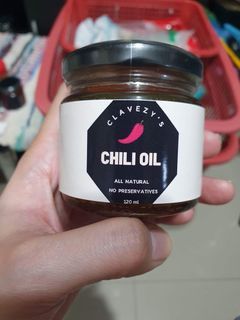 CLAVEZY'S
CHILI OIL
ALL NATURAL
NO PRESERVATIVES
120 ml